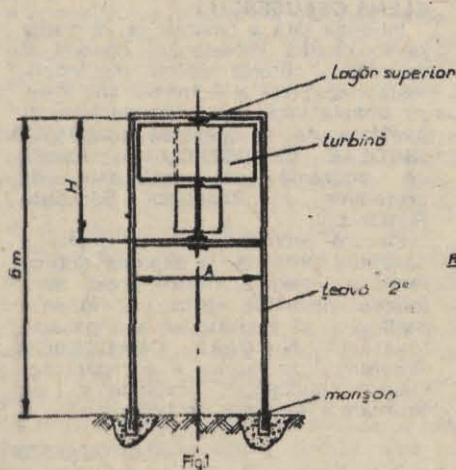 Lagăr superior
turbină
H
6m
A
țeavă 2"
manșon
Fig.1